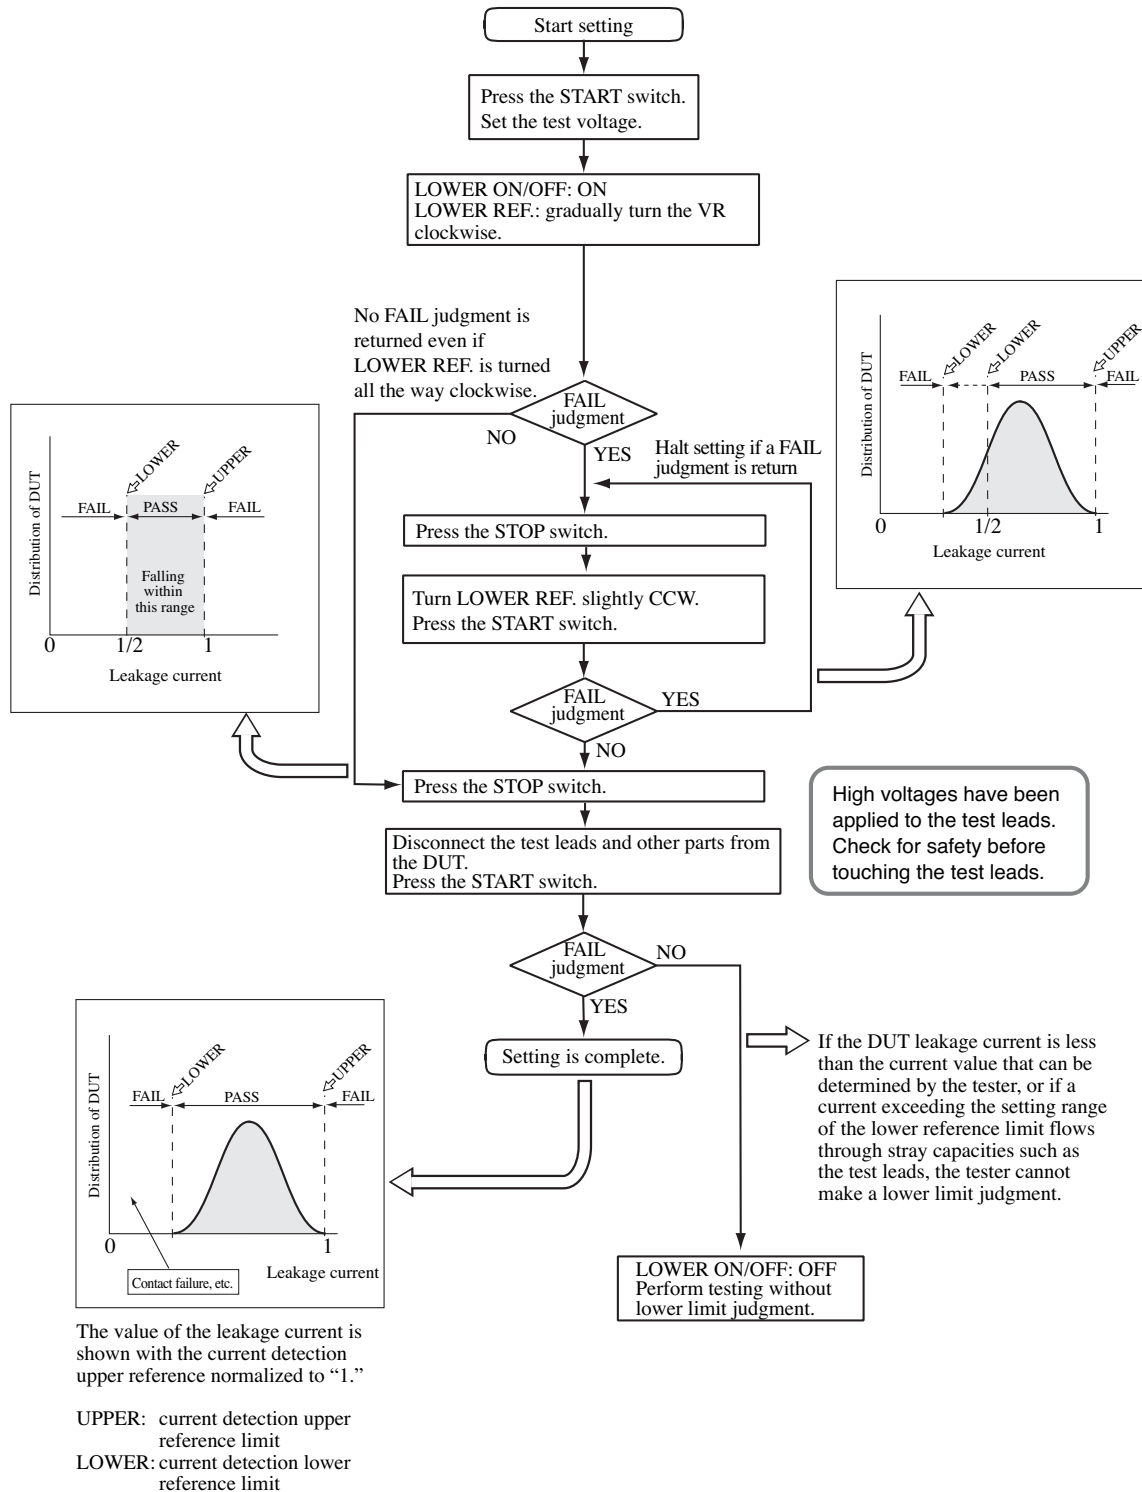 Start setting
Press the START switch.
Set the test voltage.
LOWER ON/OFF: ON
LOWER REF.: gradually turn the VR
clockwise.
No FAIL judgment is
returned even if
LOWER REF. is turned
all the way clockwise.
FAIL
judgment
NO
YES
Halt setting if a FAIL
judgment is return
Press the STOP switch.
Turn LOWER REF. slightly CCW.
Press the START switch.
FAIL
judgment
YES
NO
Press the STOP switch.
Disconnect the test leads and other parts from
the DUT.
Press the START switch.
FAIL
judgment
NO
YES
Setting is complete.
LOWER ON/OFF: OFF
Perform testing without
lower limit judgment.
Distribution of DUT
LOWER
UPPER
FAIL
PASS
FAIL
Falling
within
this range
0
1/2
1
Leakage current
Distribution of DUT
LOWER
LOWER
UPPER
FAIL
PASS
FAIL
0
1/2
1
Leakage current
High voltages have been
applied to the test leads.
Check for safety before
touching the test leads.
If the DUT leakage current is less
than the current value that can be
determined by the tester, or if a
current exceeding the setting range
of the lower reference limit flows
through stray capacities such as
the test leads, the tester cannot
make a lower limit judgment.
Distribution of DUT
LOWER
UPPER
FAIL
PASS
FAIL
0
1
Contact failure, etc.
Leakage current
The value of the leakage current is
shown with the current detection
upper reference normalized to “1.”
UPPER: current detection upper
reference limit
LOWER: current detection lower
reference limit